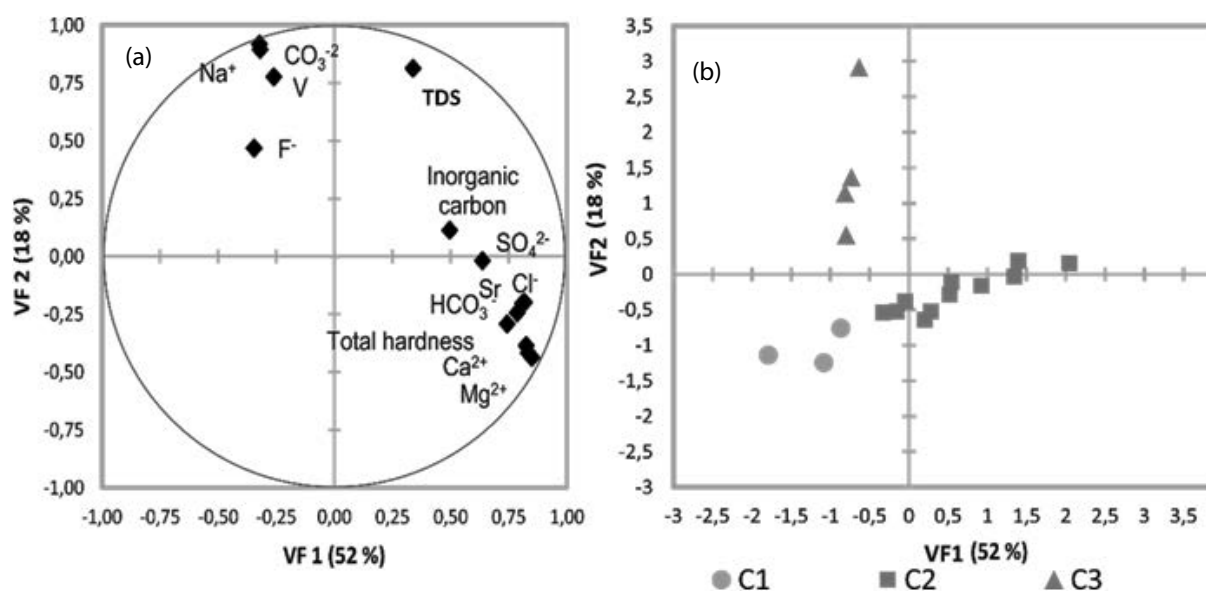 (a)
1,00
0,75
0,50
0,25
0,00
-0,25
-0,50
-0,75
-1,00
VF 2 (18 %)
Na⁺
CO₃⁻²
V
F⁻
TDS
Inorganic
carbon
SO₄²⁻
Sr Cl⁻
HCO₃⁻
Total hardness
Ca²⁺
Mg²⁺
-1,00 -0,75 -0,50 -0,25 0,00 0,25 0,50 0,75 1,00
VF 1 (52 %)
(b)
3,5
3
2,5
2
1,5
1
0,5
0
-0,5
-1
-1,5
-2
-2,5
-3
VF2 (18 %)
-3 -2,5 -2 -1,5 -1 -0,5 0 0,5 1 1,5 2 2,5 3 3,5
VF1 (52 %)
C1 C2 C3